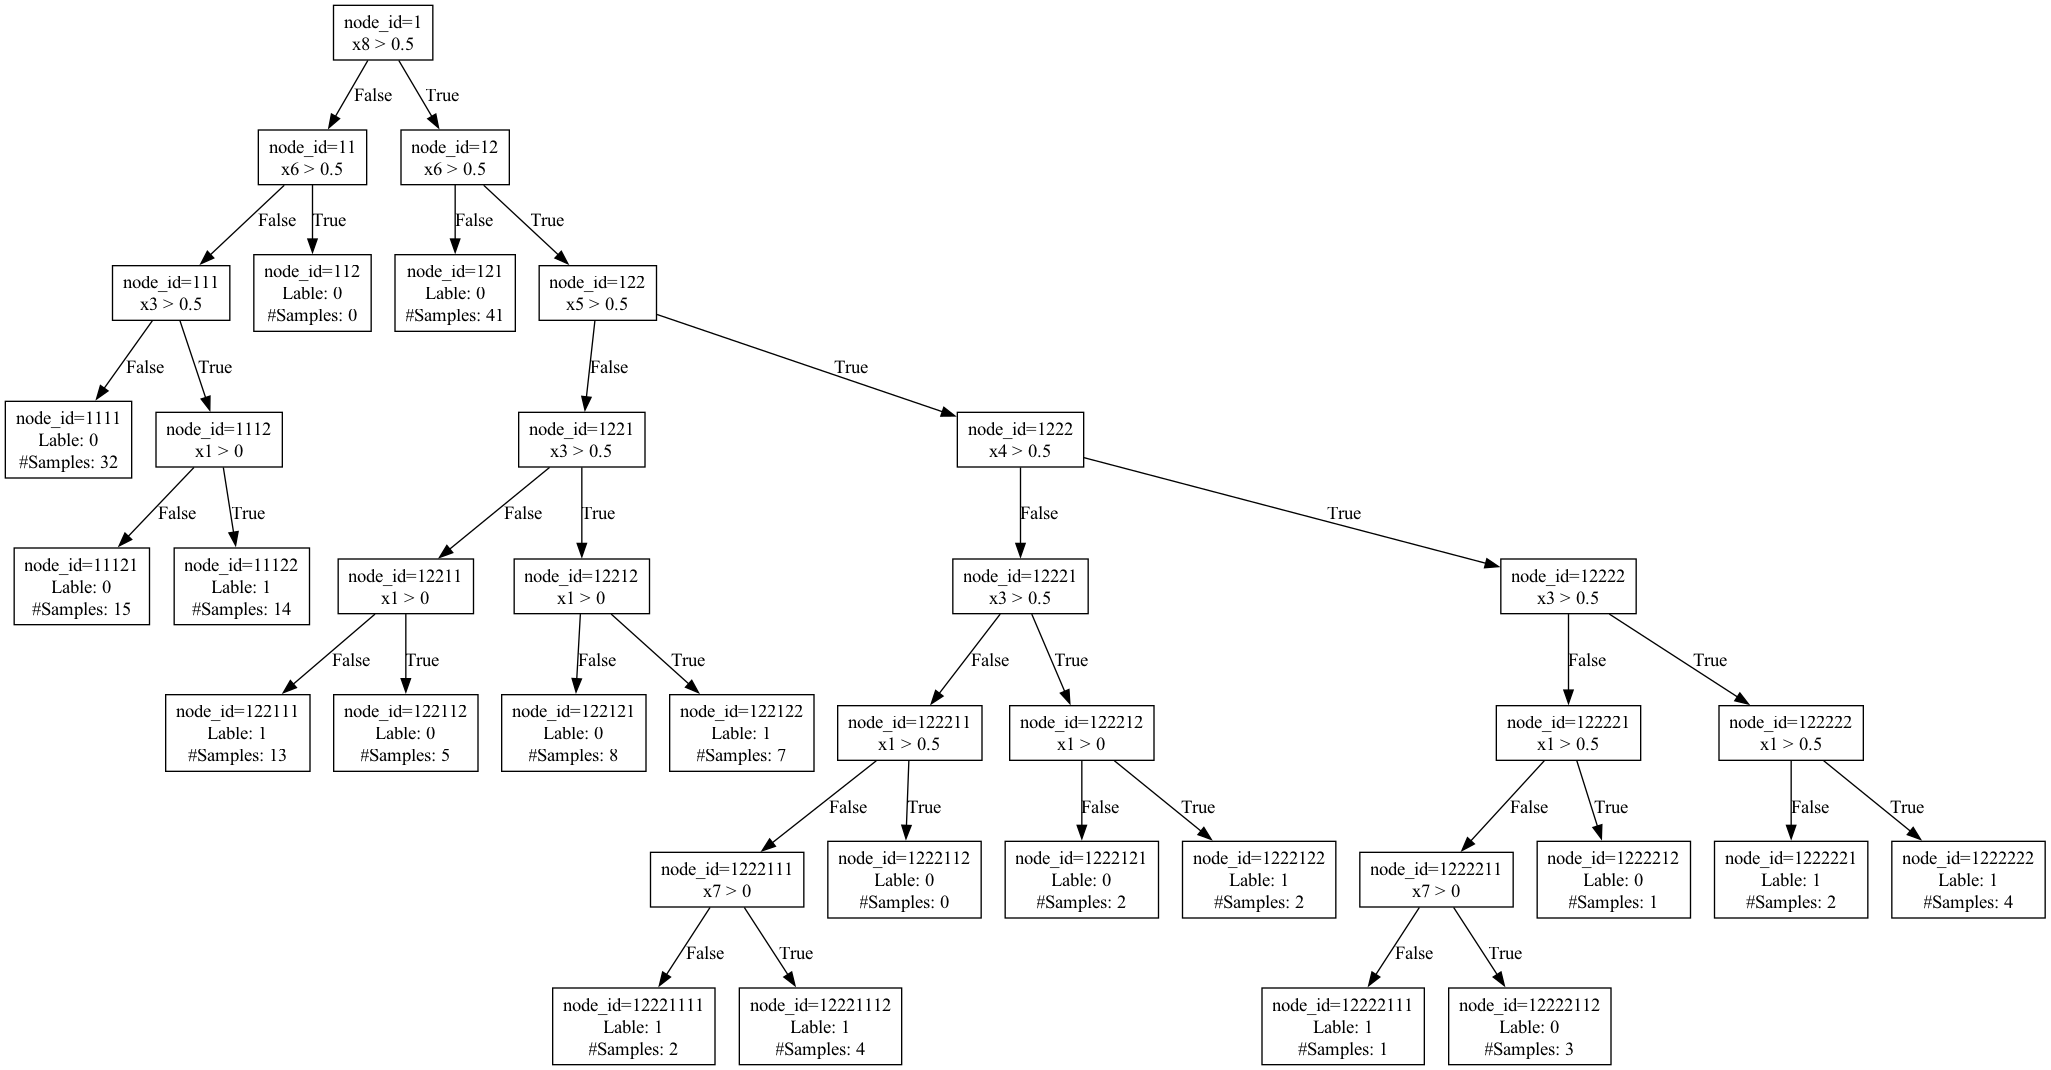 node_id=1
x8 > 0.5
False
True
node_id=11
x6 > 0.5
node_id=12
x6 > 0.5
False
True
False
True
node_id=111
x3 > 0.5
node_id=112
Lable: 0
#Samples: 0
node_id=121
Lable: 0
#Samples: 41
node_id=122
x5 > 0.5
False
True
False
True
node_id=1111
Lable: 0
#Samples: 32
node_id=1112
x1 > 0
node_id=1221
x3 > 0.5
node_id=1222
x4 > 0.5
False
True
False
True
False
True
node_id=11121
Lable: 0
#Samples: 15
node_id=11122
Lable: 1
#Samples: 14
node_id=12211
x1 > 0
node_id=12212
x1 > 0
node_id=12221
x3 > 0.5
node_id=12222
x3 > 0.5
False
True
False
True
False
True
False
True
node_id=122111
Lable: 1
#Samples: 13
node_id=122112
Lable: 0
#Samples: 5
node_id=122121
Lable: 0
#Samples: 8
node_id=122122
Lable: 1
#Samples: 7
node_id=122211
x1 > 0.5
node_id=122212
x1 > 0
node_id=122221
x1 > 0.5
node_id=122222
x1 > 0.5
False
True
False
True
False
True
False
True
node_id=1222111
x7 > 0
node_id=1222112
Lable: 0
#Samples: 0
node_id=1222121
Lable: 0
#Samples: 2
node_id=1222122
Lable: 1
#Samples: 2
node_id=1222211
x7 > 0
node_id=1222212
Lable: 0
#Samples: 1
node_id=1222221
Lable: 1
#Samples: 2
node_id=1222222
Lable: 1
#Samples: 4
False
True
False
True
node_id=12221111
Lable: 1
#Samples: 2
node_id=12221112
Lable: 1
#Samples: 4
node_id=12222111
Lable: 1
#Samples: 1
node_id=12222112
Lable: 0
#Samples: 3